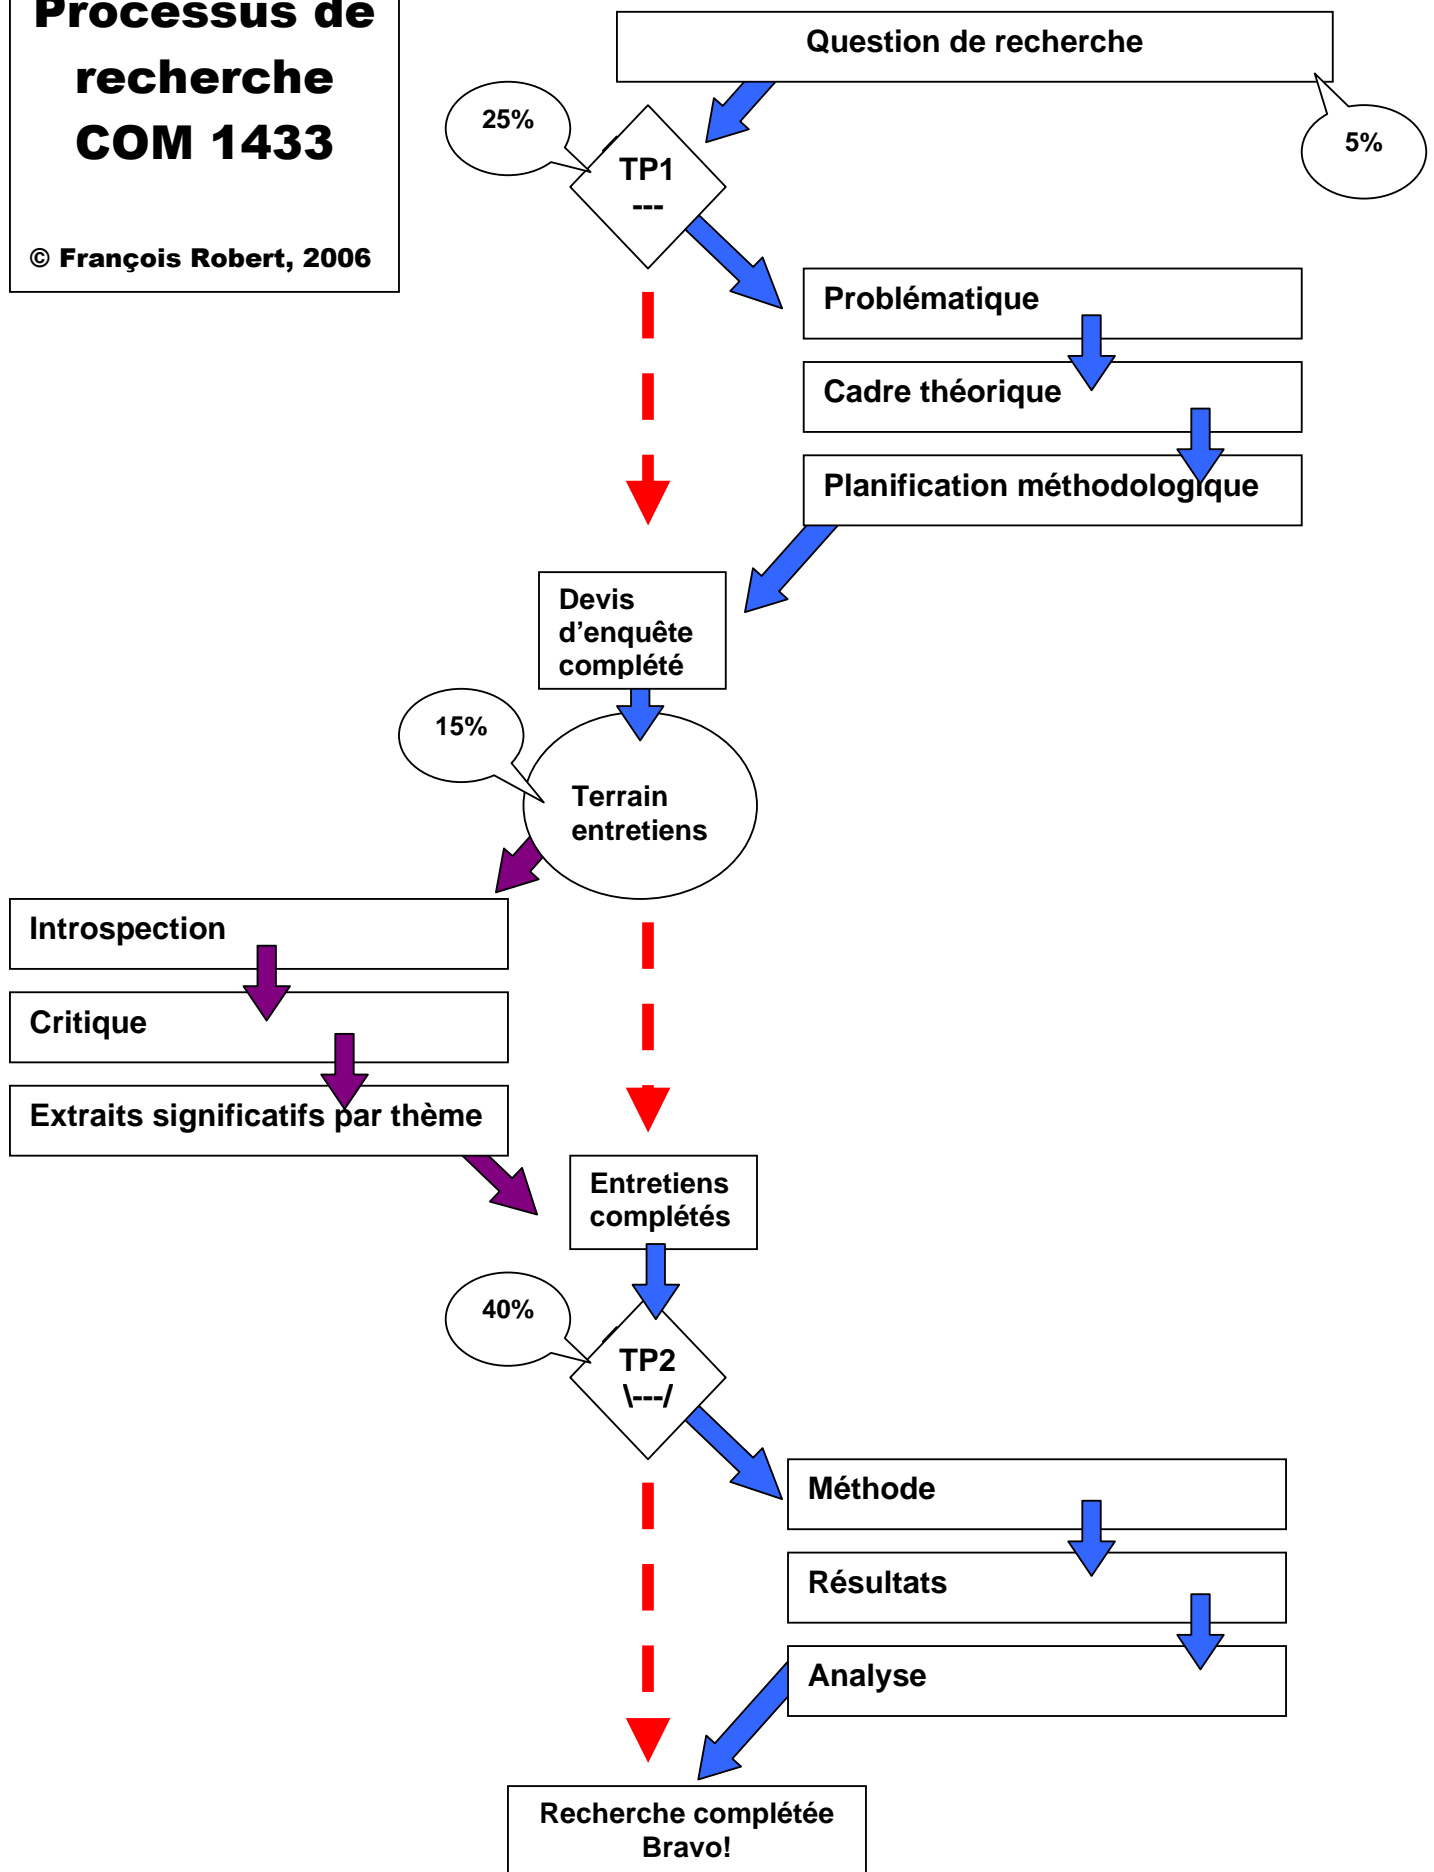 Processus de
recherche
COM 1433
© François Robert, 2006
Question de recherche
5%
25%
TP1
---
Problématique
Cadre théorique
Planification méthodologique
Devis
d'enquête
complété
15%
Terrain
entretiens
Introspection
Critique
Extraits significatifs par thème
Entretiens
complétés
40%
TP2
\---/
Méthode
Résultats
Analyse
Recherche complétée
Bravo!